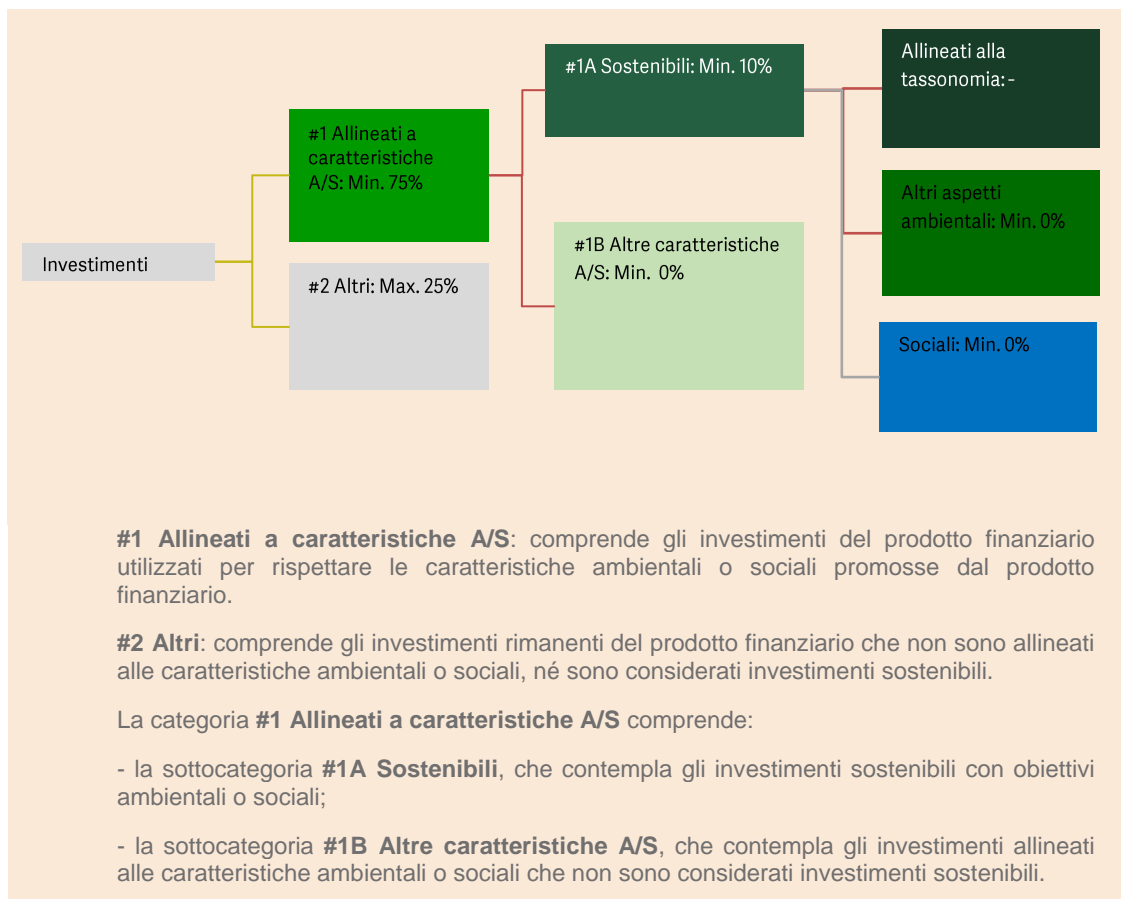 Investimenti
#1 Allineati a
caratteristiche
A/S: Min. 75%
#2 Altri: Max. 25%
#1A Sostenibili: Min. 10%
#1B Altre caratteristiche
A/S: Min. 0%
Allineati alla
tassonomia: -
Altri aspetti
ambientali: Min. 0%
Sociali: Min. 0%
#1 Allineati a caratteristiche A/S: comprende gli investimenti del prodotto finanziario
utilizzati per rispettare le caratteristiche ambientali o sociali promosse dal prodotto
finanziario.
#2 Altri: comprende gli investimenti rimanenti del prodotto finanziario che non sono allineati
alle caratteristiche ambientali o sociali, né sono considerati investimenti sostenibili.
La categoria #1 Allineati a caratteristiche A/S comprende:
- la sottocategoria #1A Sostenibili, che contempla gli investimenti sostenibili con obiettivi
ambientali o sociali;
- la sottocategoria #1B Altre caratteristiche A/S, che contempla gli investimenti allineati
alle caratteristiche ambientali o sociali che non sono considerati investimenti sostenibili.